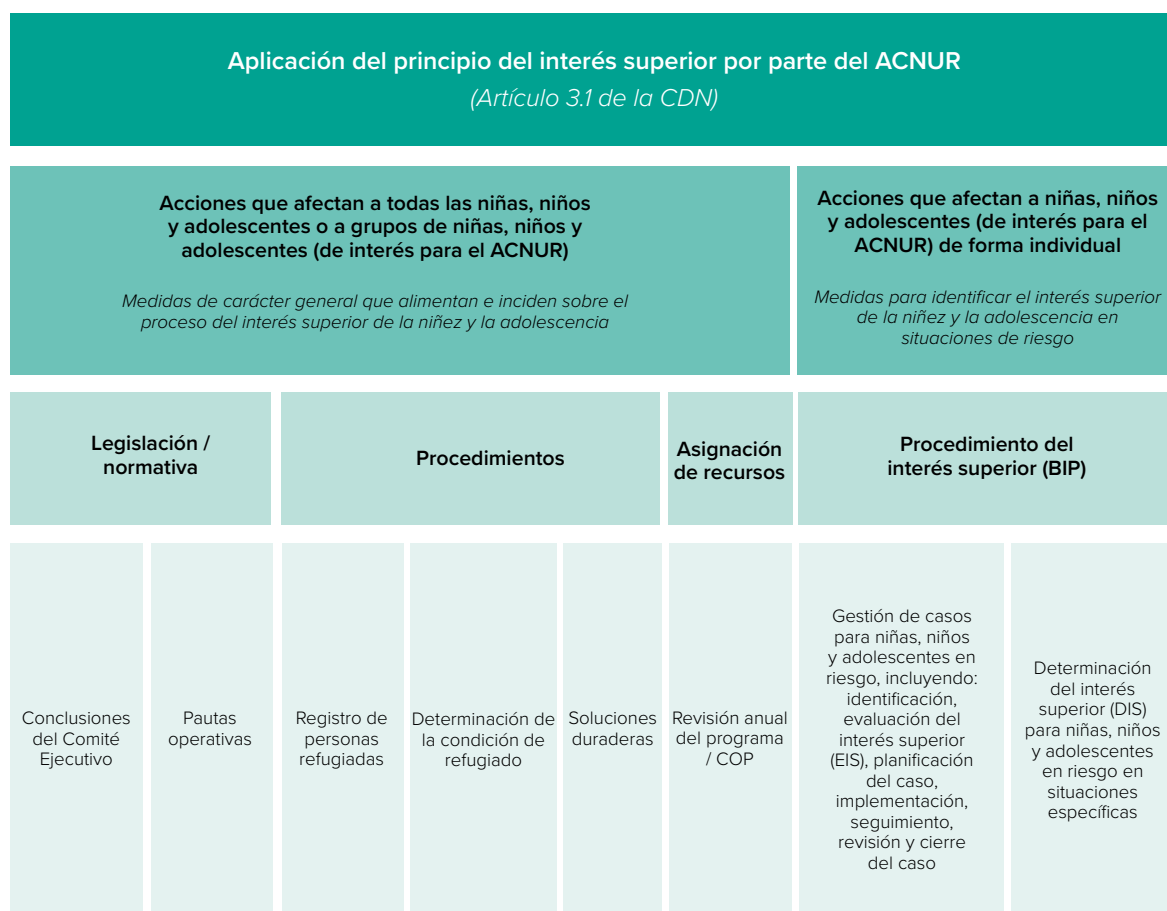 Aplicación del principio del interés superior por parte del ACNUR
(Artículo 3.1 de la CDN)
Acciones que afectan a todas las niñas, niños
y adolescentes o a grupos de niñas, niños y
adolescentes (de interés para el ACNUR)
Medidas de carácter general que alimentan e inciden sobre el
proceso del interés superior de la niñez y la adolescencia
Acciones que afectan a niñas, niños
y adolescentes (de interés para el
ACNUR) de forma individual
Medidas para identificar el interés superior
de la niñez y la adolescencia en
situaciones de riesgo
Legislación /
normativa
Procedimientos
Asignación
de recursos
Procedimiento del
interés superior (BIP)
Conclusiones
del Comité
Ejecutivo
Pautas
operativas
Registro de
personas
refugiadas
Determinación de
la condición de
refugiado
Soluciones
duraderas
Revisión anual
del programa
/ COP
Gestión de casos
para niñas, niños
y adolescentes en
riesgo, incluyendo:
identificación,
evaluación del
interés superior
(EIS), planificación
del caso,
implementación,
seguimiento,
revisión y cierre
del caso
Determinación
del interés
superior (DIS)
para niñas, niños
y adolescentes
en riesgo en
situaciones
específicas